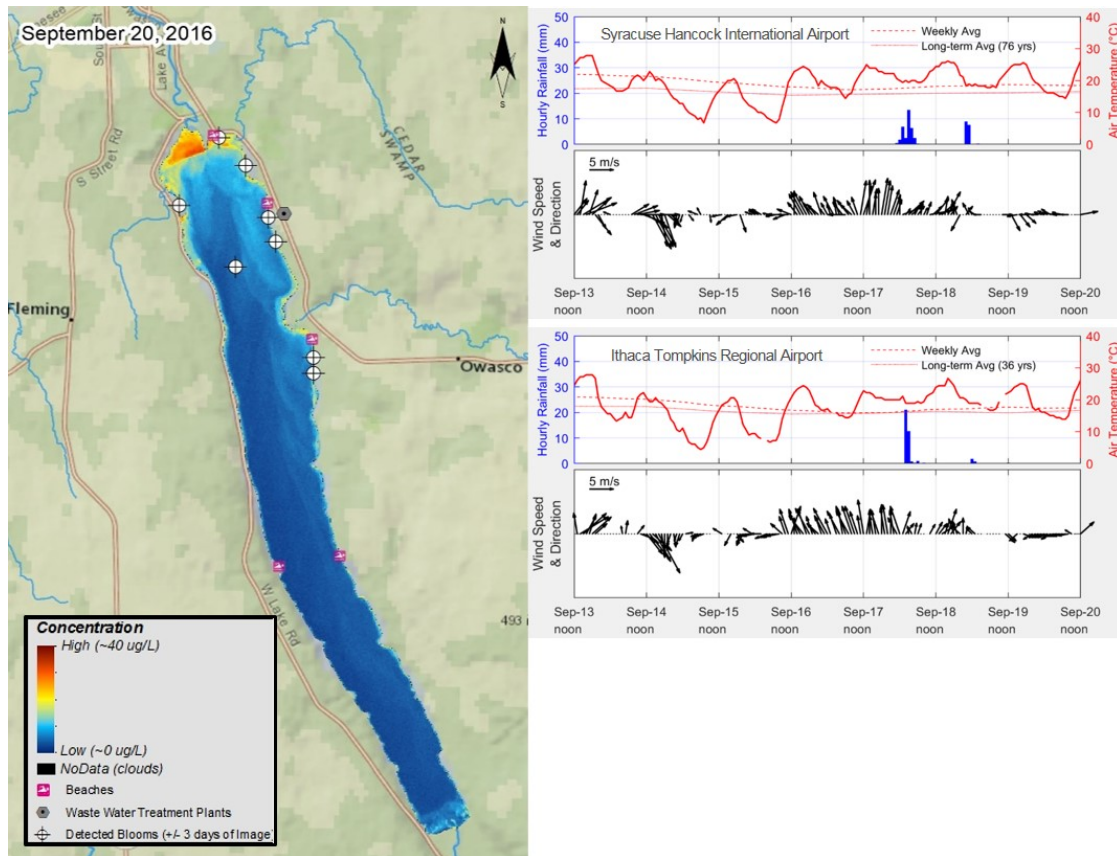 September 20, 2016
N
S
South St
Lake Ave
S Street Rd
CEDAR
SWAMP
Fleming
Owasco
W Lake Rd
493
Concentration
High (~40 ug/L)
Low (~0 ug/L)
NoData (clouds)
Beaches
Waste Water Treatment Plants
Detected Blooms (+/- 3 days of Image)
Syracuse Hancock International Airport
Weekly Avg
Long-term Avg (76 yrs)
Hourly Rainfall (mm)
50
40
30
20
10
0
Air Temperature (°C)
40
30
20
10
0
5 m/s
Wind Speed
& Direction
Sep-13 Sep-14 Sep-15 Sep-16 Sep-17 Sep-18 Sep-19 Sep-20
noon noon noon noon noon noon noon noon
Ithaca Tompkins Regional Airport
Weekly Avg
Long-term Avg (36 yrs)
Hourly Rainfall (mm)
50
40
30
20
10
0
Air Temperature (°C)
40
30
20
10
0
5 m/s
Wind Speed
& Direction
Sep-13 Sep-14 Sep-15 Sep-16 Sep-17 Sep-18 Sep-19 Sep-20
noon noon noon noon noon noon noon noon